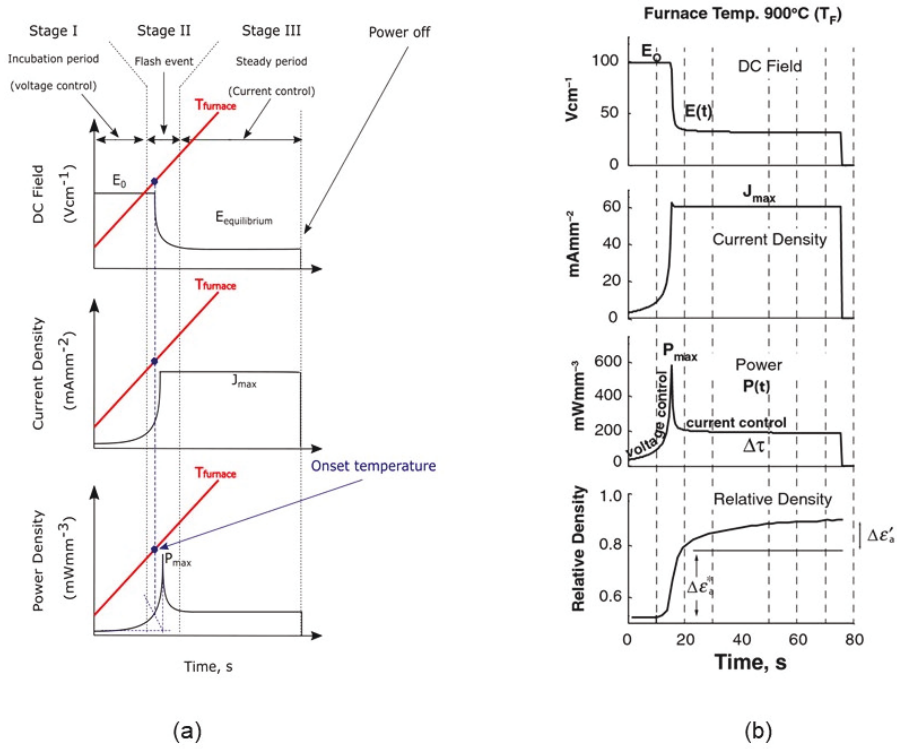 Stage I
Stage II
Stage III
Power off
Incubation period
(voltage control)
Flash event
Steady period
(Current control)
Tfurnace
E0
Eequilibrium
DC Field
(Vcm-1)
Tfurnace
Jmax
Current Density
(mAmm-2)
Onset temperature
Tfurnace
Pmax
Power Density
(mWmm-3)
Time, s
(a)
Furnace Temp. 900°C (TF)
EO
DC Field
E(t)
Vcm-1
100
50
0
Jmax
Current Density
mAmm-2
60
40
20
0
Pmax
Power
P(t)
voltage control
current control
Δτ
mWmm-3
600
400
200
0
Relative Density
Δε'a
Δε*a
Relative Density
1.0
0.8
0.6
0
20
40
60
80
Time, s
(b)